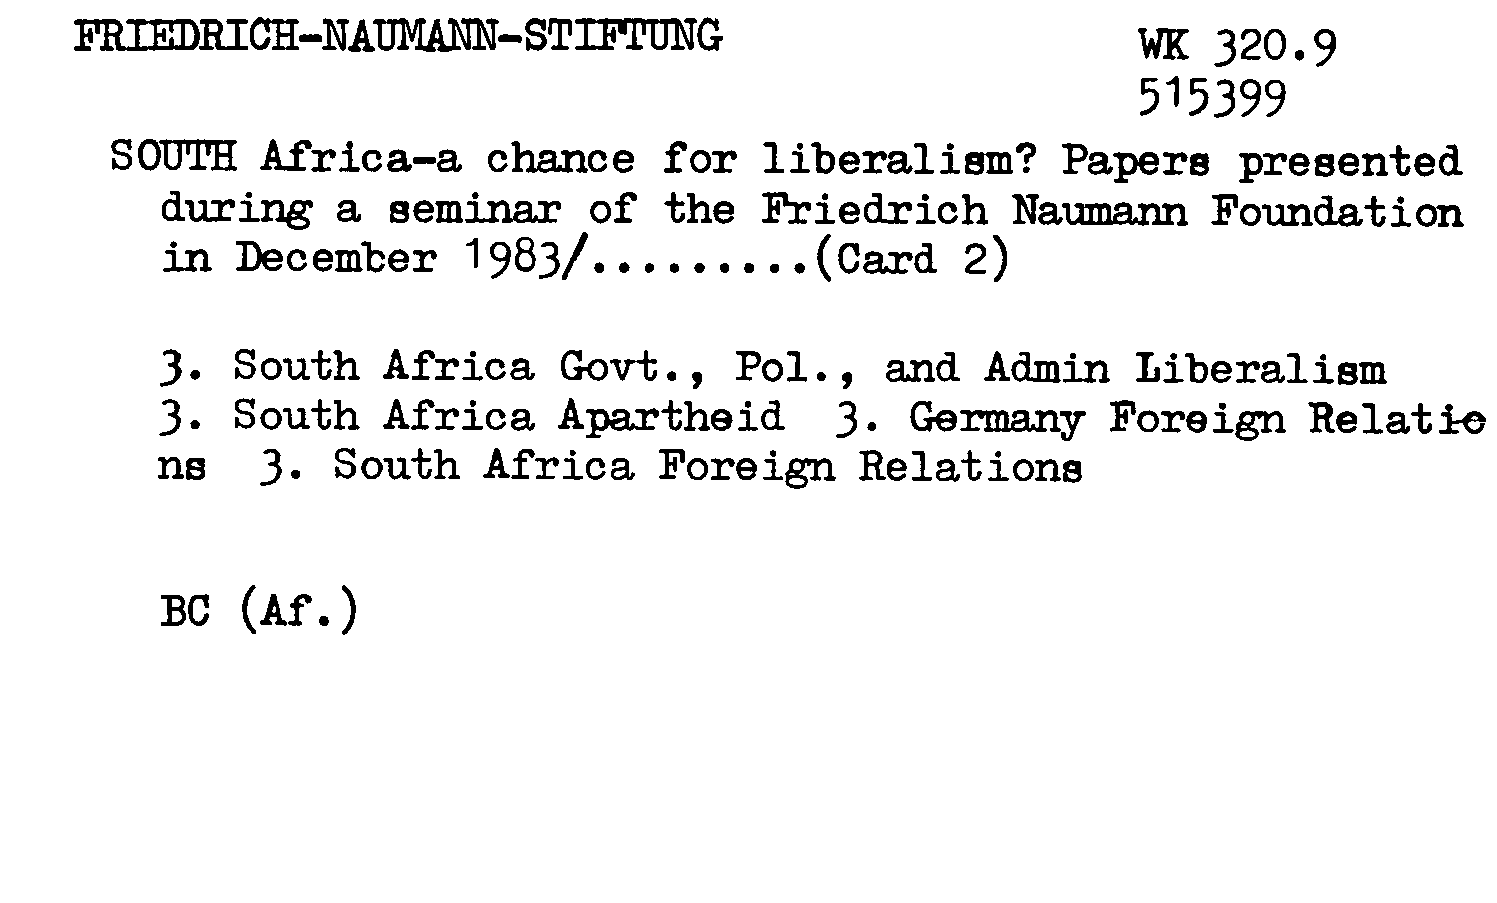 FRIEDRICH-NAUMANN-STIFTUNG
WK 320.9
515399
SOUTH Africa-a chance for liberalism? Papers presented
during a seminar of the Friedrich Naumann Foundation
in December 1983/.........(Card 2)
3. South Africa Govt., Pol., and Admin Liberalism
3. South Africa Apartheid 3. Germany Foreign Relatio
ns 3. South Africa Foreign Relations
BC (Af.)